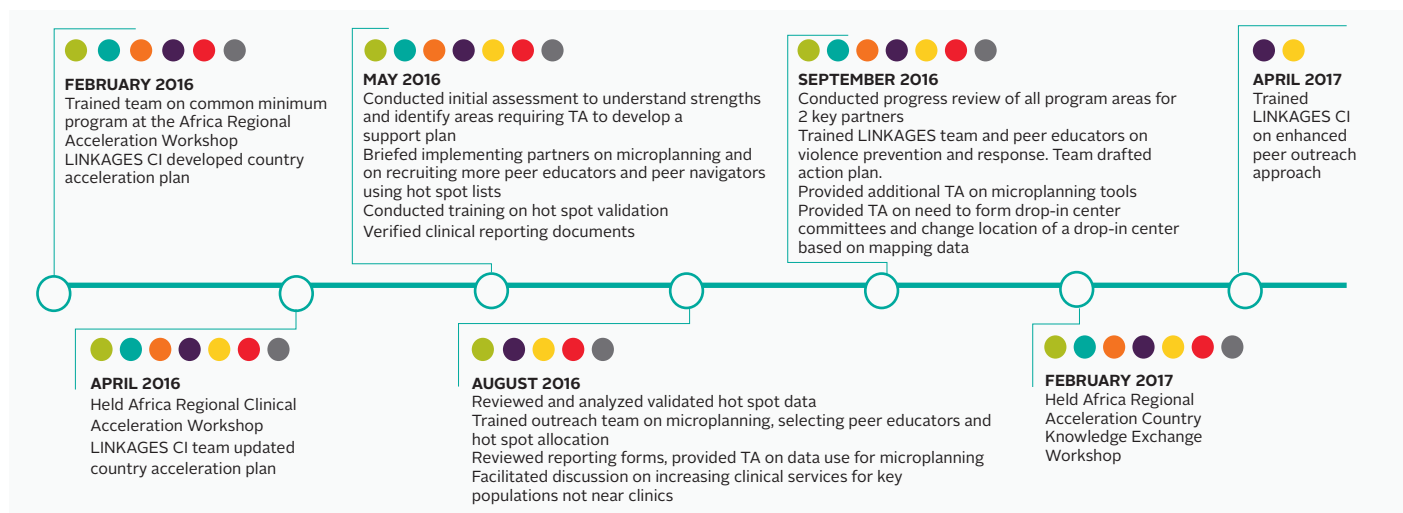 FEBRUARY 2016
Trained team on common minimum
program at the Africa Regional
Acceleration Workshop
LINKAGES CI developed country
acceleration plan
MAY 2016
Conducted initial assessment to understand strengths
and identify areas requiring TA to develop a
support plan
Briefed implementing partners on microplanning and
on recruiting more peer educators and peer navigators
using hot spot lists
Conducted training on hot spot validation
Verified clinical reporting documents
SEPTEMBER 2016
Conducted progress review of all program areas for
2 key partners
Trained LINKAGES team and peer educators on
violence prevention and response. Team drafted
action plan.
Provided additional TA on microplanning tools
Provided TA on need to form drop-in center
committees and change location of a drop-in center
based on mapping data
APRIL 2017
Trained
LINKAGES CI
on enhanced
peer outreach
approach
APRIL 2016
Held Africa Regional Clinical
Acceleration Workshop
LINKAGES CI team updated
country acceleration plan
AUGUST 2016
Reviewed and analyzed validated hot spot data
Trained outreach team on microplanning, selecting peer educators and
hot spot allocation
Reviewed reporting forms, provided TA on data use for microplanning
Facilitated discussion on increasing clinical services for key
populations not near clinics
FEBRUARY 2017
Held Africa Regional
Acceleration Country
Knowledge Exchange
Workshop